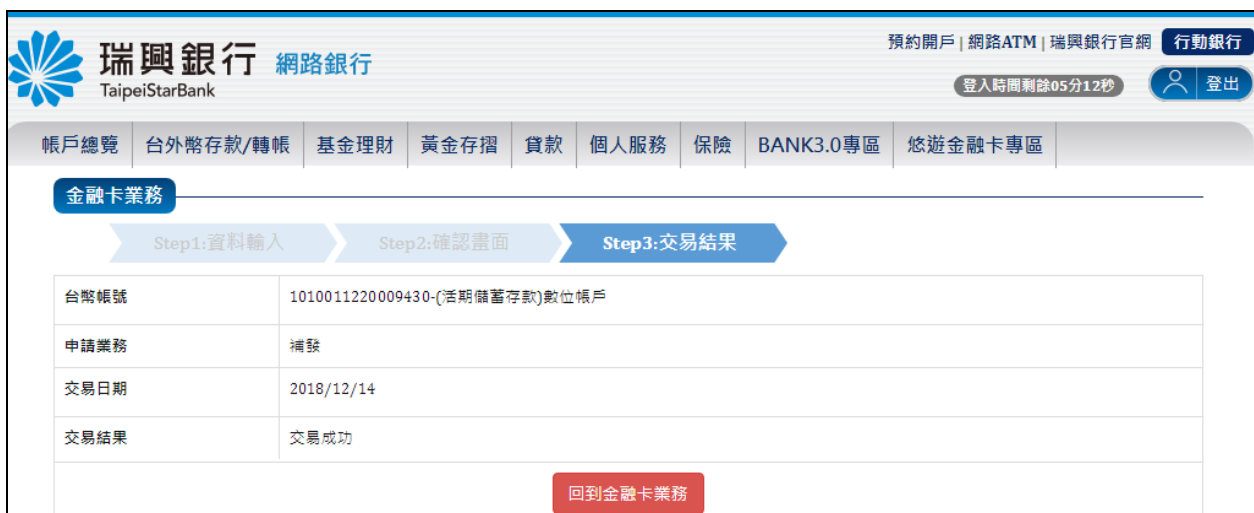 預約開戶 | 網路ATM | 瑞興銀行官網 行動銀行
瑞興銀行 網路銀行
TaipeiStarBank
登入時間剩餘05分12秒 登出
帳戶總覽 台外幣存款/轉帳 基金理財 黃金存摺 貸款 個人服務 保險 BANK3.0專區 悠遊金融卡專區
金融卡業務
Step1:資料輸入 Step2:確認畫面 Step3:交易結果
台幣帳號 1010011220009430-(活期儲蓄存款)數位帳戶
申請業務 補發
交易日期 2018/12/14
交易結果 交易成功
回到金融卡業務